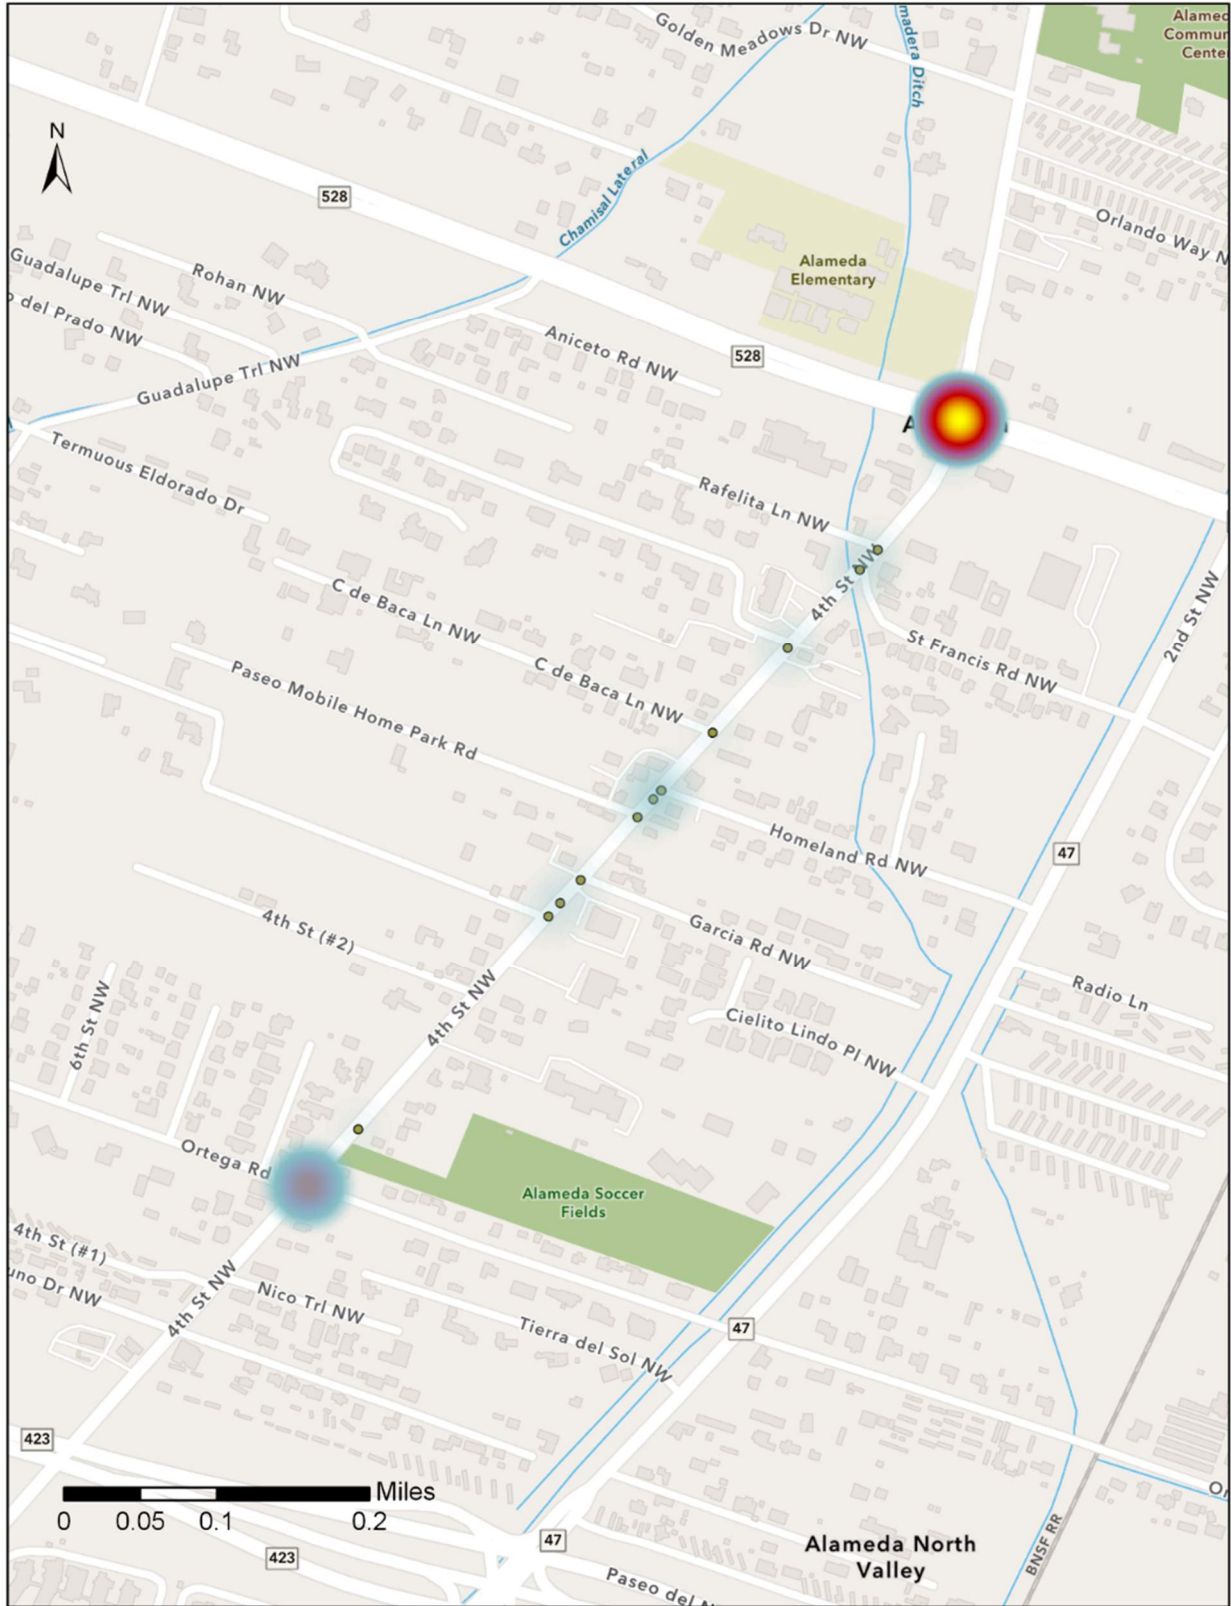 Golden Meadows Dr NW
madera Ditch
Alamed
Commun
Cente
N
528
Chamisal Lateral
Orlando Way N
Alameda
Elementary
Rohan NW
Guadalupe Trl NW
o del Prado NW
Aniceto Rd NW
528
Guadalupe Trl NW
Termuous Eldorado Dr
Rafelita Ln NW
4th St NW
2nd St NW
C de Baca Ln NW
St Francis Rd NW
C de Baca Ln NW
Paseo Mobile Home Park Rd
Homeland Rd NW
47
4th St (#2)
Garcia Rd NW
4th St NW
Radio Ln
6th St NW
Cielito Lindo Pl NW
Ortega Rd
Alameda Soccer
Fields
4th St (#1)
uno Dr NW
Nico Trl NW
4th St NW
Tierra del Sol NW
47
423
Miles
0 0.05 0.1 0.2
47
423
Alameda North
Valley
BNSF RR
Paseo del N